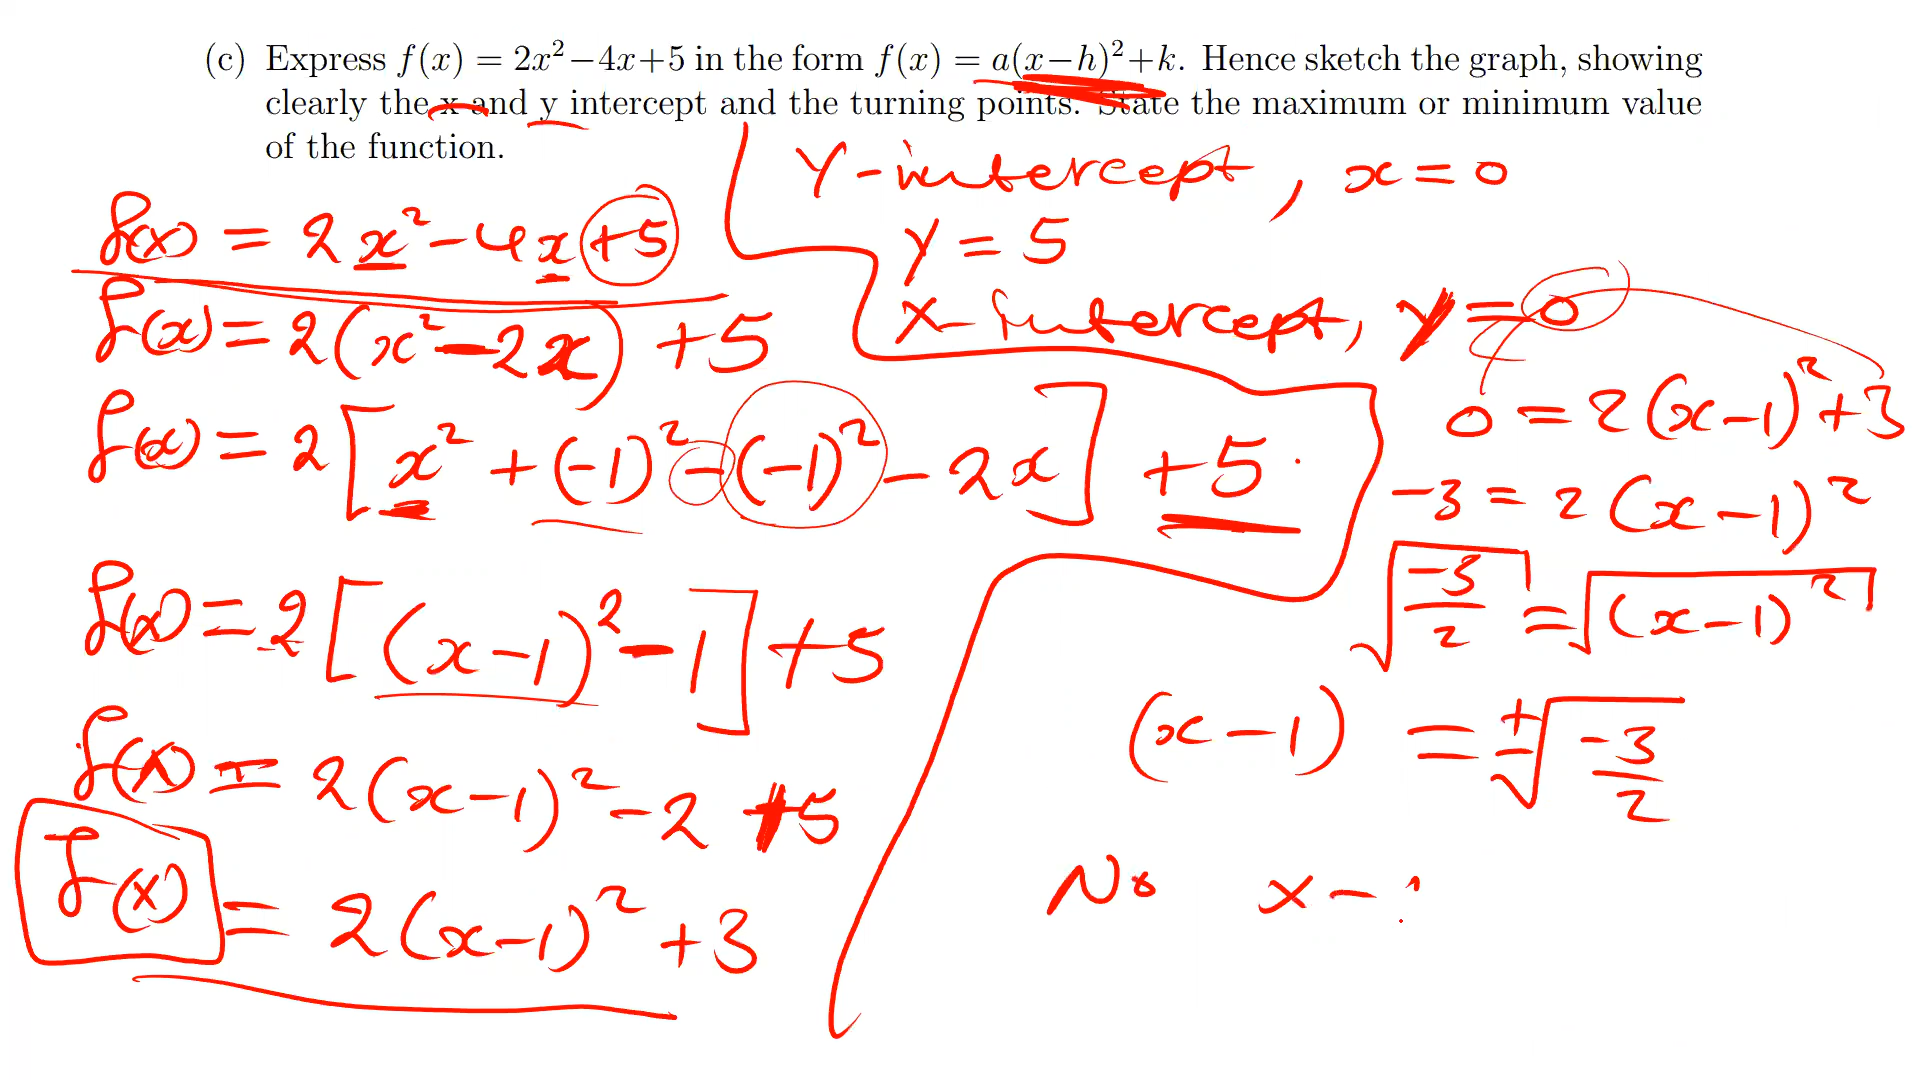 (c) Express f(x) = 2x² − 4x + 5 in the form f(x) = a(x − h)² + k. Hence sketch the graph, showing
clearly the x and y intercept and the turning points. State the maximum or minimum value
of the function.
f(x) = 2x² - 4x + 5
f(x) = 2(x² - 2x) + 5
f(x) = 2[x² + (-1)² - (-1)² - 2x] + 5
f(x) = 2[(x-1)² - 1] + 5
f(x) = 2(x-1)² - 2 + 5
f(x) = 2(x-1)² + 3
Y-intercept, x = 0
y = 5
X-intercept, y = 0
0 = 2(x-1)² + 3
-3 = 2(x-1)²
√(-3/2) = √((x-1)²)
(x-1) = ±√(-3/2)
No x-